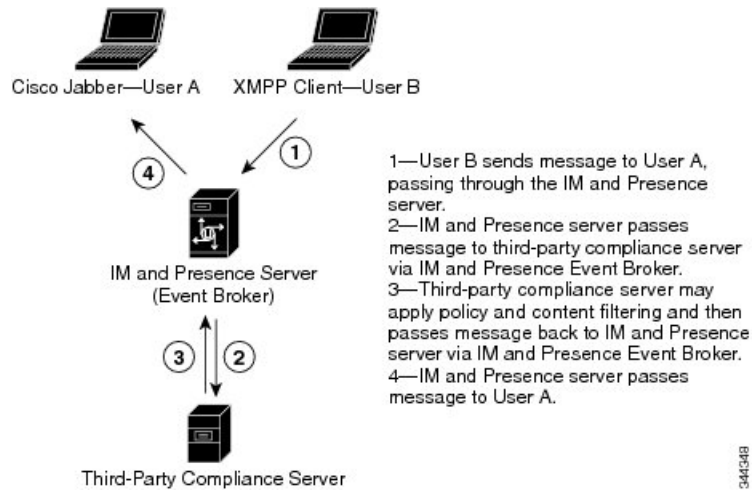 Cisco Jabber—User A
XMPP Client—User B
4
1
1—User B sends message to User A,
passing through the IM and Presence
server.
2—IM and Presence server passes
message to third-party compliance server
via IM and Presence Event Broker.
3—Third-party compliance server may
apply policy and content filtering and then
passes message back to IM and Presence
server via IM and Presence Event Broker.
4—IM and Presence server passes
message to User A.
IM and Presence Server
(Event Broker)
3
2
Third-Party Compliance Server
344348